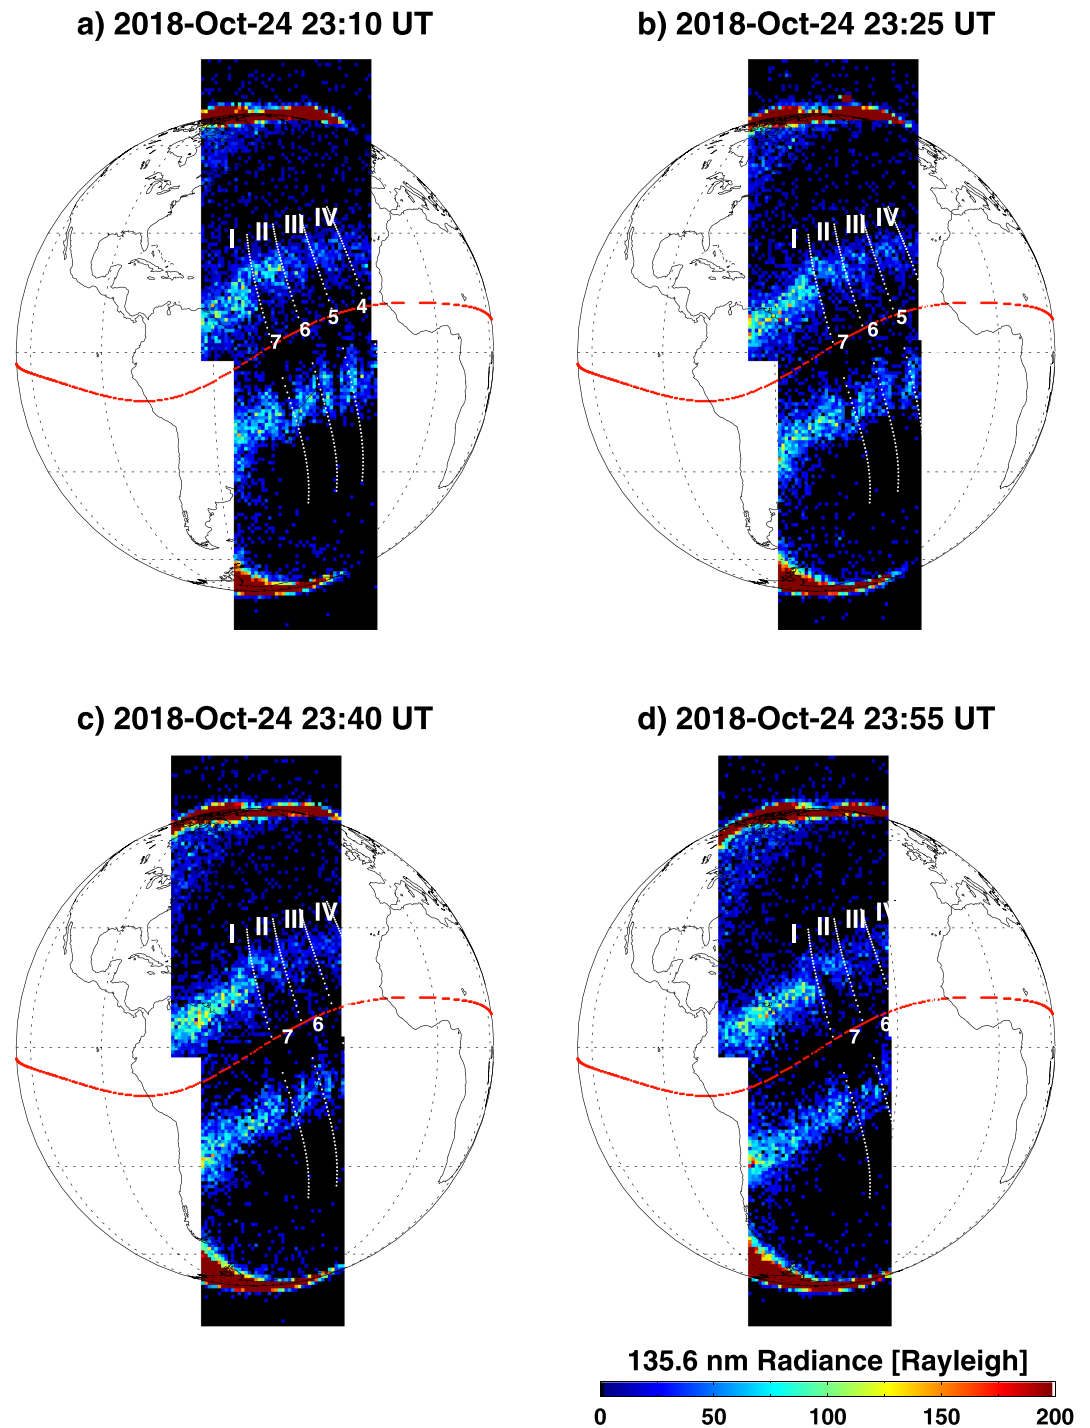 a) 2018-Oct-24 23:10 UT
b) 2018-Oct-24 23:25 UT
I II III IV
7 6 5 4
I II III IV
7 6 5
c) 2018-Oct-24 23:40 UT
d) 2018-Oct-24 23:55 UT
I II III IV
7 6
I II III IV
7 6
135.6 nm Radiance [Rayleigh]
0 50 100 150 200